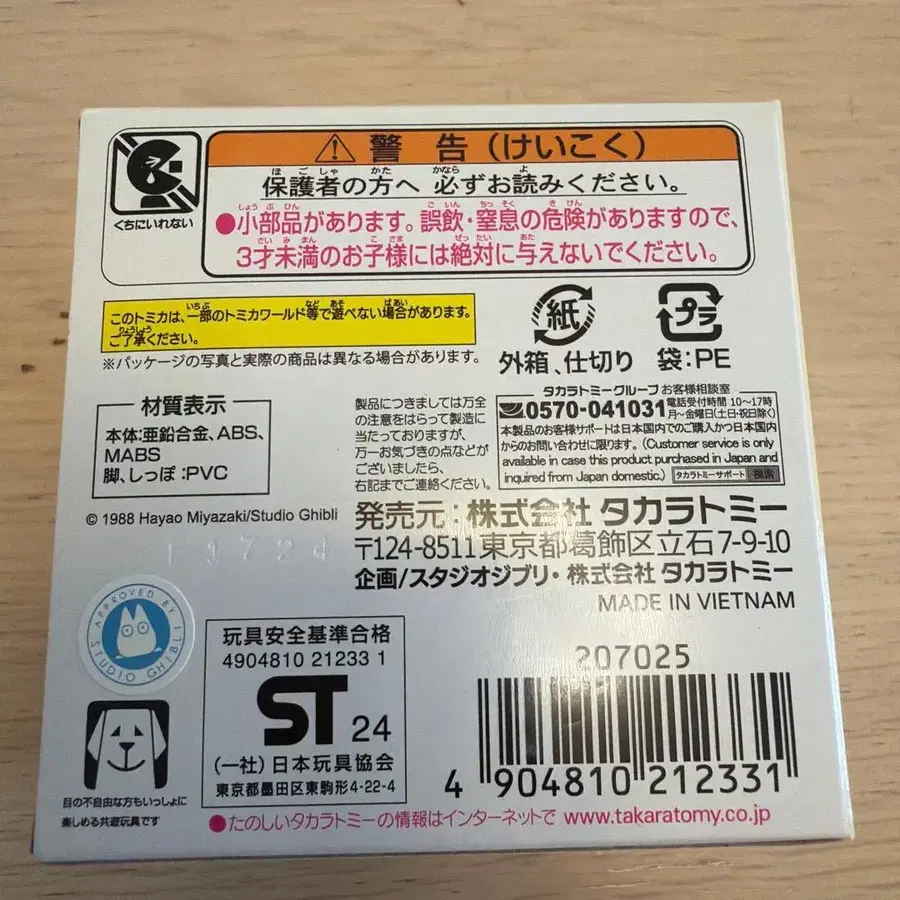 くちにいれない
警告(けいこく)
保護者の方へ 必ずお読みください。
●小部品があります。誤飲・窒息の危険がありますので、
3才未満のお子様には絶対に与えないでください。
このトミカは、一部のトミカワールド等で遊べない場合があります。
ご了承ください。
※パッケージの写真と実際の商品は異なる場合があります。
紙
外箱、仕切り
プラ
袋:PE
材質表示
本体:亜鉛合金、ABS、
MABS
脚、しっぽ:PVC
製品につきましては万全
の注意をはらって製造に
当たっておりますが、
万一お気づきの点などが
ございましたら、
右記までご連絡ください。
タカラトミーグループ お客様相談室
0570-041031 電話受付時間 10〜17時
月〜金曜日(土・日・祝日除く)
本製品のお客様サポートは日本国内でのご購入かつ日本国内
からのお問い合わせに限ります。(Customer service is only
available in case this product purchased in Japan and
inquired from Japan domestic.) タカラトミーサポート 検索
© 1988 Hayao Miyazaki/Studio Ghibli
発売元:株式会社 タカラトミー
〒124-8511 東京都葛飾区立石7-9-10
企画/スタジオジブリ・株式会社 タカラトミー
MADE IN VIETNAM
APPROVED BY
STUDIO GHIBLI
玩具安全基準合格
4904810 21233 1
ST 24
(一社)日本玩具協会
東京都墨田区東駒形4-22-4
207025
4 904810 212331
目の不自由な方もいっしょに
楽しめる共遊玩具です
●たのしいタカラトミーの情報はインターネットで www.takaratomy.co.jp